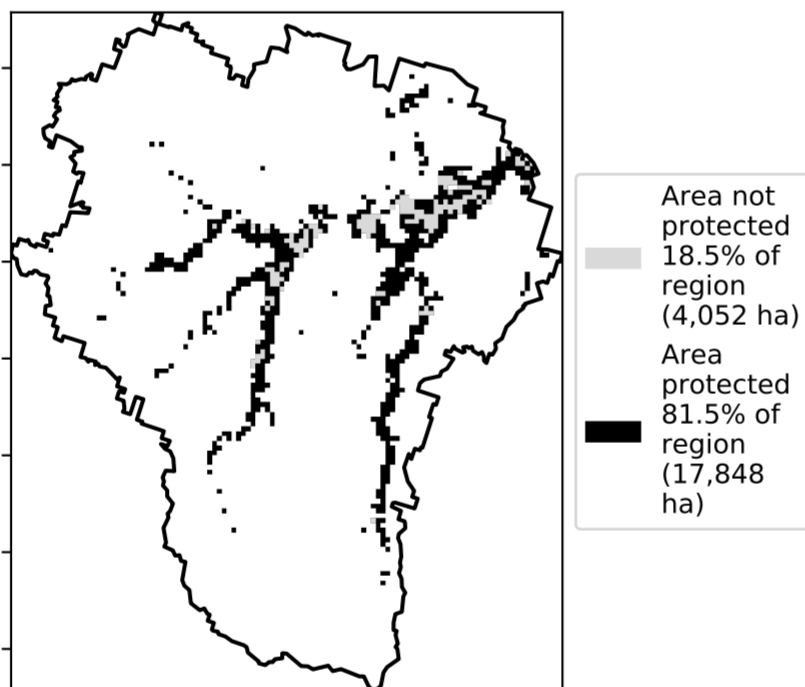 Area not
protected
18.5% of
region
(4,052 ha)
Area
protected
81.5% of
region
(17,848
ha)